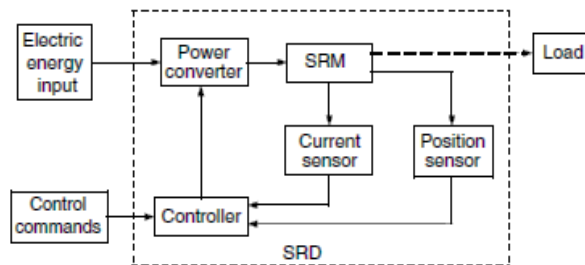 Electric
energy
input
Power
converter
SRM
Load
Current
sensor
Position
sensor
Control
commands
Controller
SRD